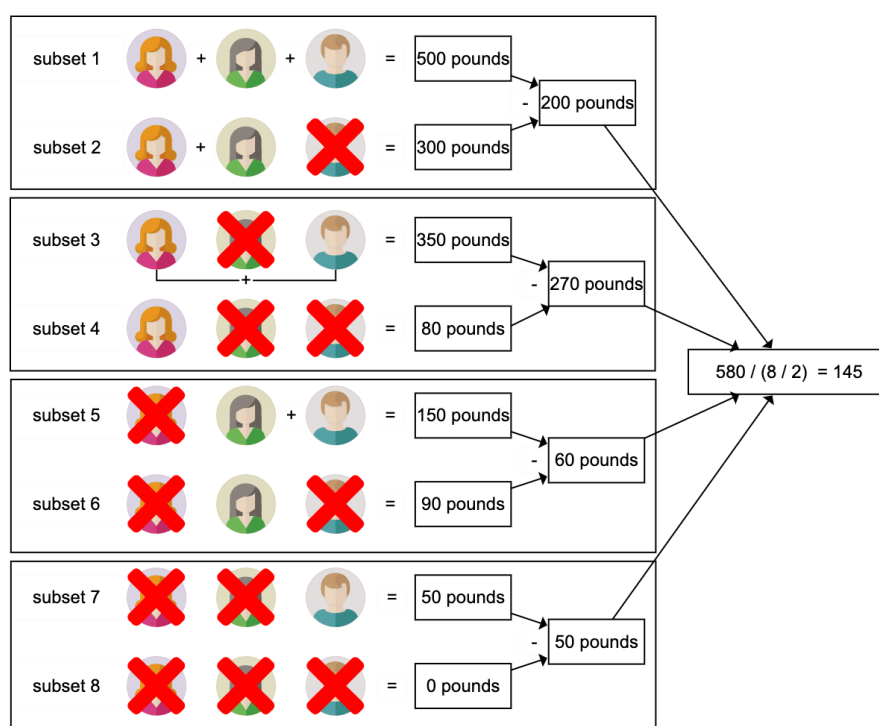 subset 1 + + = 500 pounds
- 200 pounds
subset 2 + = 300 pounds
subset 3 = 350 pounds
+
- 270 pounds
subset 4 = 80 pounds
580 / (8 / 2) = 145
subset 5 + = 150 pounds
- 60 pounds
subset 6 = 90 pounds
subset 7 = 50 pounds
- 50 pounds
subset 8 = 0 pounds